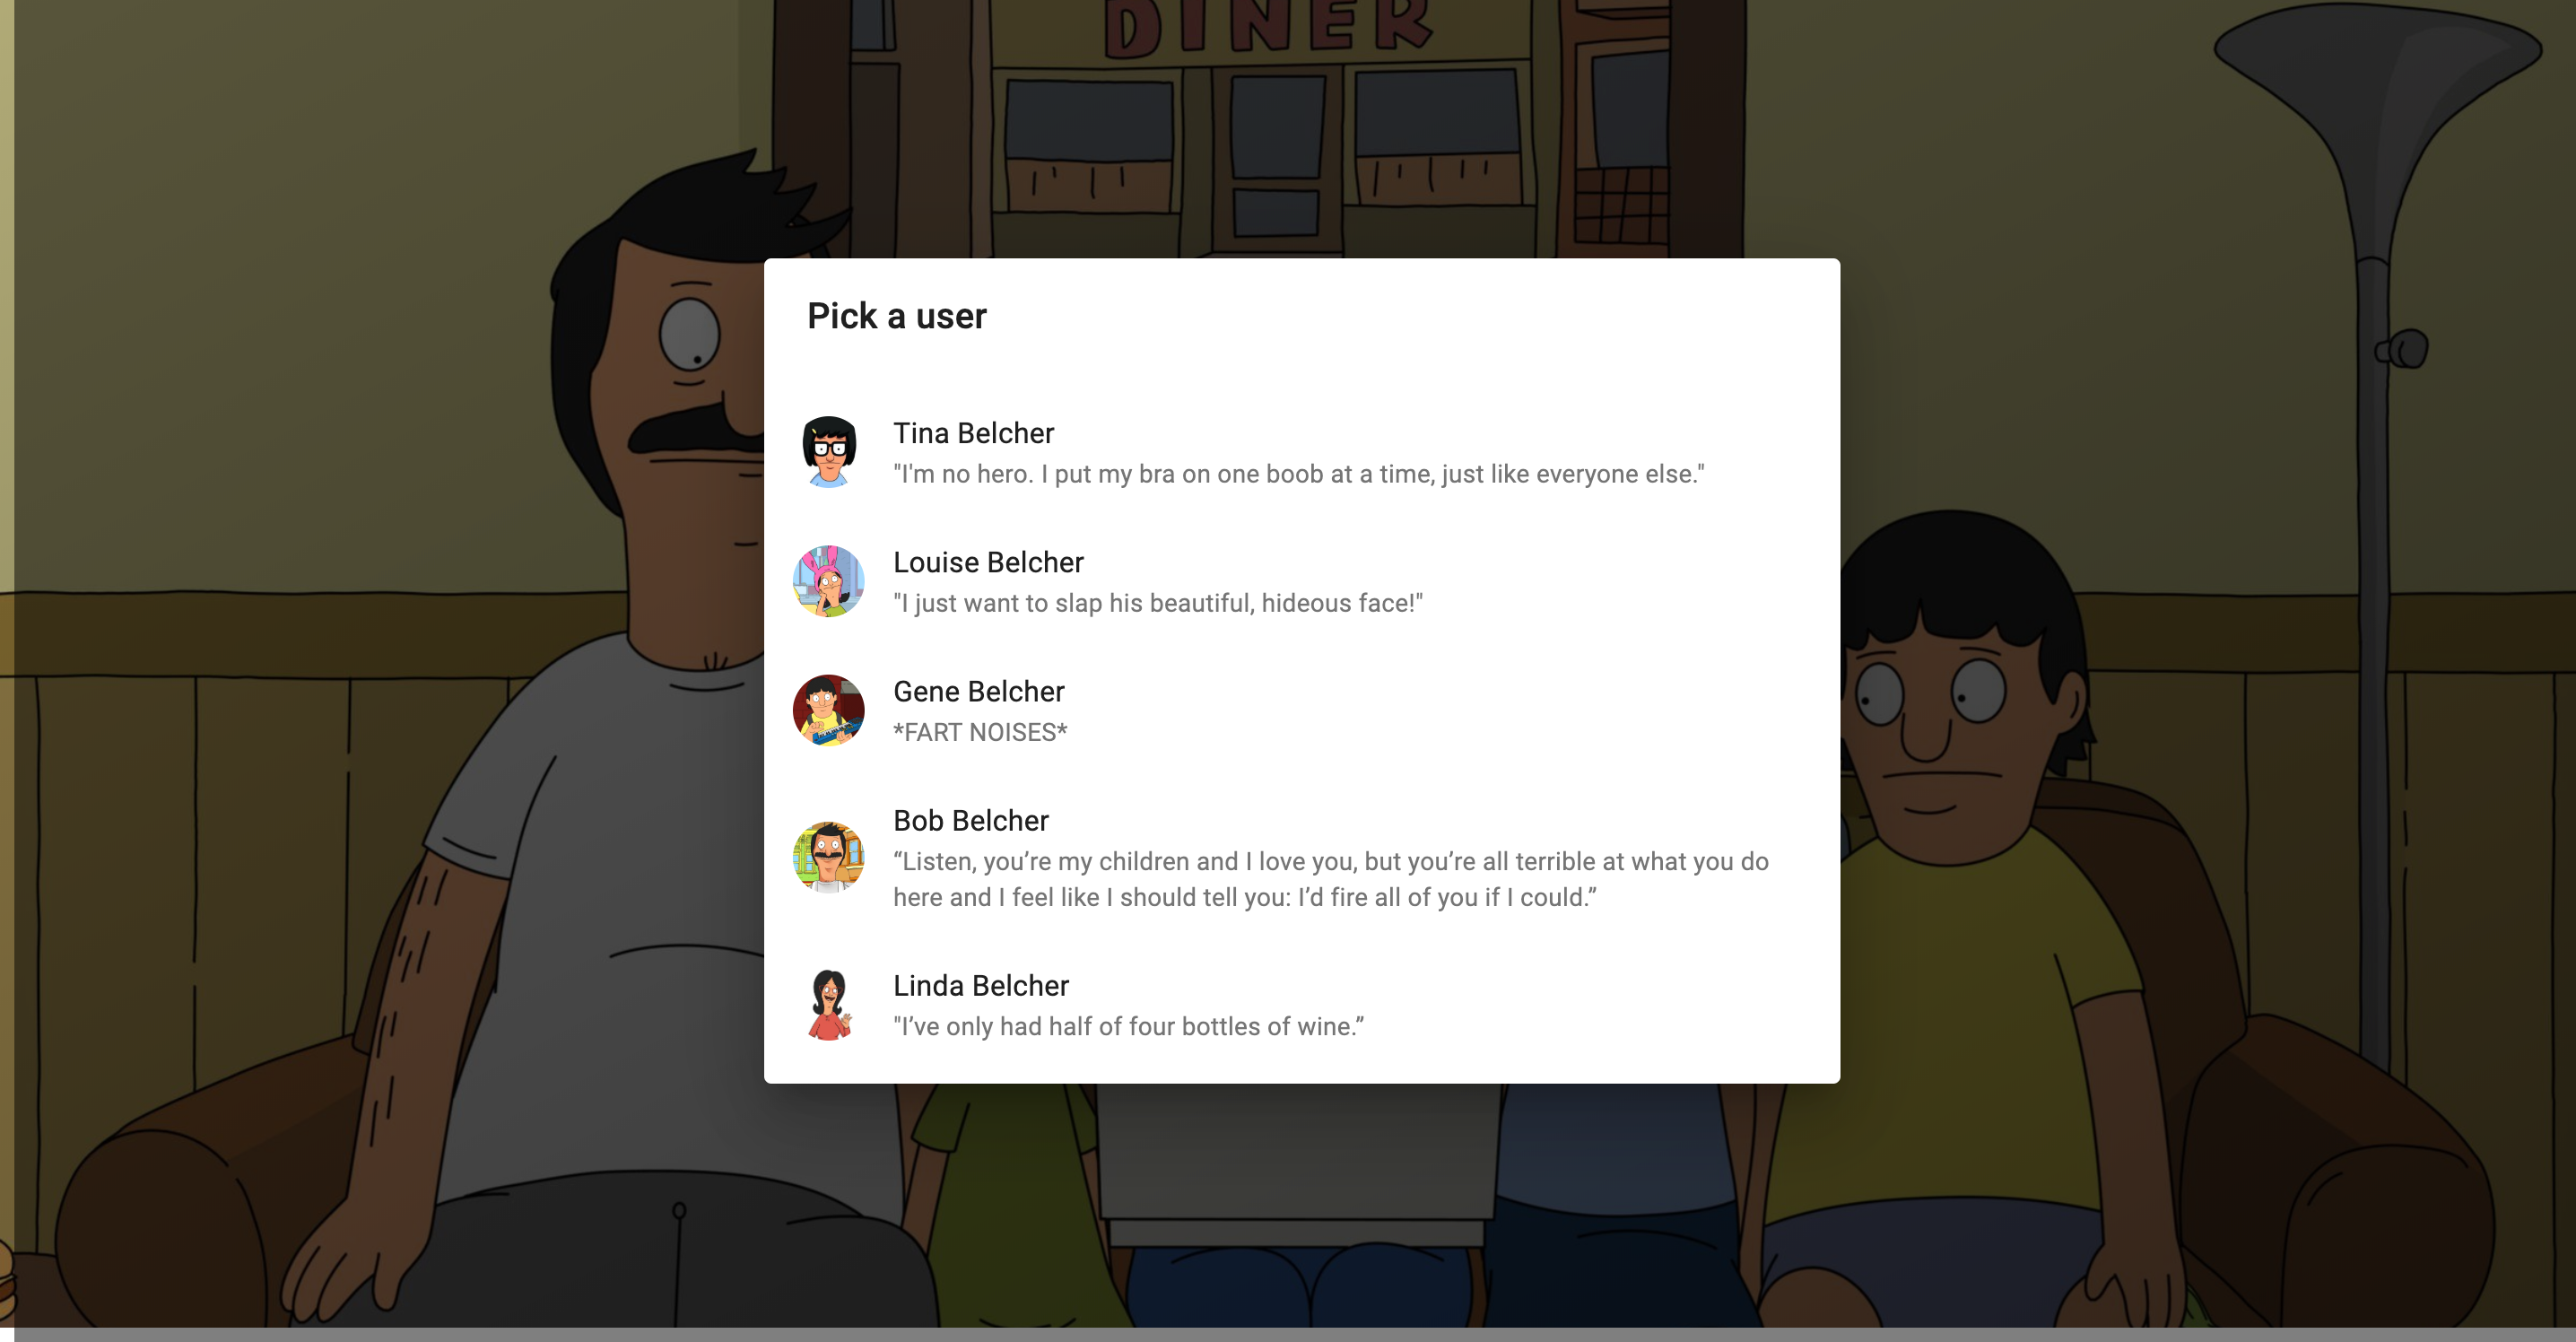 DINER
Pick a user
Tina Belcher
"I'm no hero. I put my bra on one boob at a time, just like everyone else."
Louise Belcher
"I just want to slap his beautiful, hideous face!"
Gene Belcher
*FART NOISES*
Bob Belcher
“Listen, you’re my children and I love you, but you’re all terrible at what you do
here and I feel like I should tell you: I’d fire all of you if I could.”
Linda Belcher
"I’ve only had half of four bottles of wine.”